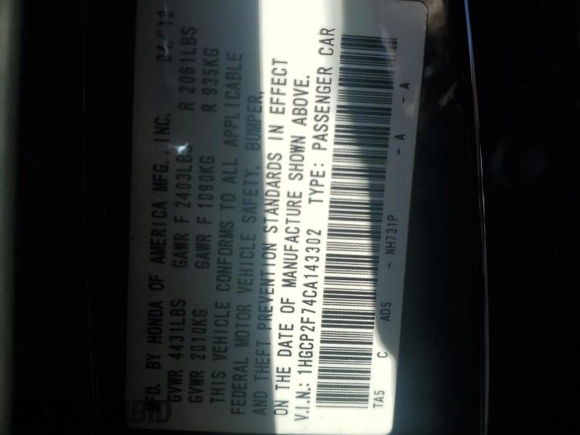 MFD. BY HONDA OF AMERICA MFG., INC. 04/12
GVWR 4431LBS GAWR F 2403LBS R 2061LBS
GVWR 2010KG GAWR F 1090KG R 935KG
THIS VEHICLE CONFORMS TO ALL APPLICABLE
FEDERAL MOTOR VEHICLE SAFETY, BUMPER,
AND THEFT PREVENTION STANDARDS IN EFFECT
ON THE DATE OF MANUFACTURE SHOWN ABOVE.
V.I.N.: 1HGCP2F74CA143302 TYPE: PASSENGER CAR
TA5 C AD5 - NH731P - A - A